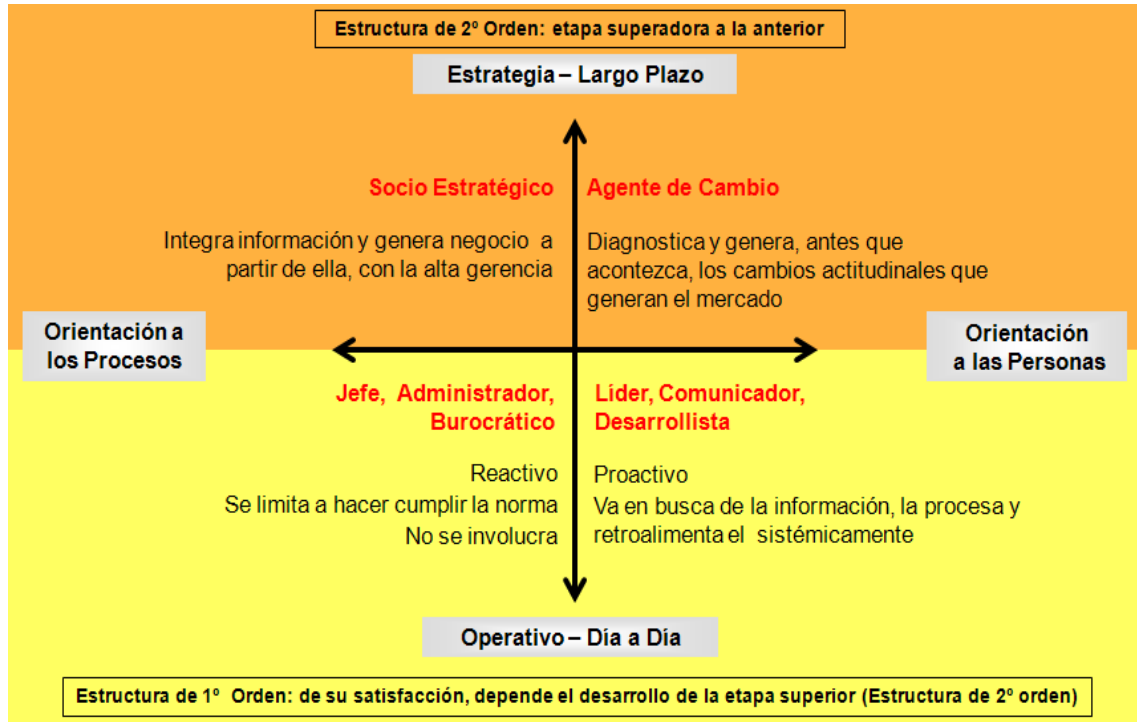 Estructura de 2º Orden: etapa superadora a la anterior
Estrategia – Largo Plazo
Socio Estratégico
Integra información y genera negocio a
partir de ella, con la alta gerencia
Agente de Cambio
Diagnostica y genera, antes que
acontezca, los cambios actitudinales que
generan el mercado
Orientación a
los Procesos
Orientación
a las Personas
Jefe, Administrador,
Burocrático
Reactivo
Se limita a hacer cumplir la norma
No se involucra
Líder, Comunicador,
Desarrollista
Proactivo
Va en busca de la información, la procesa y
retroalimenta el sistémicamente
Operativo – Día a Día
Estructura de 1º Orden: de su satisfacción, depende el desarrollo de la etapa superior (Estructura de 2º orden)